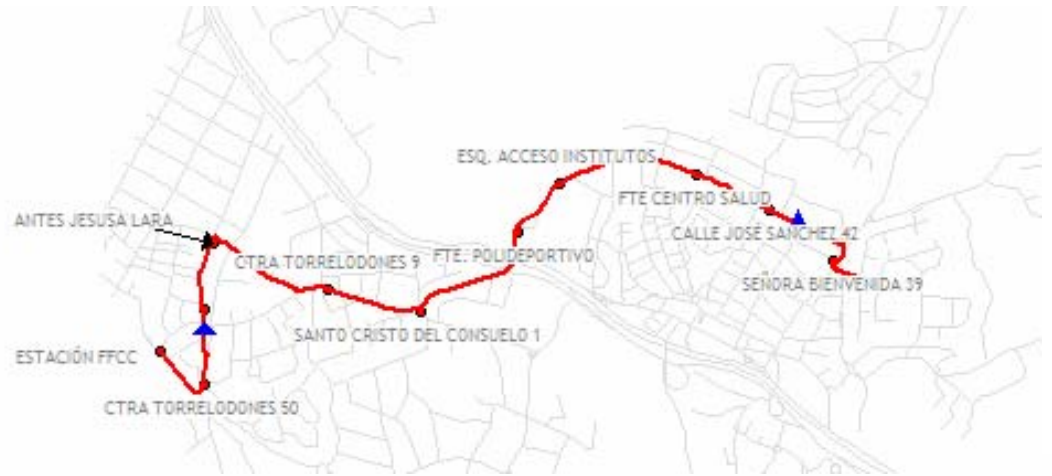 ESQ. ACCESO INSTITUTOS
FTE CENTRO SALUD
ANTES JESUSA LARA
CALLE JOSÉ SANCHEZ 42
CTRA TORRELODONES 9
FTE. POLIDEPORTIVO
SEÑORA BIENVENIDA 39
SANTO CRISTO DEL CONSUELO 1
ESTACIÓN FFCC
CTRA TORRELODONES 50